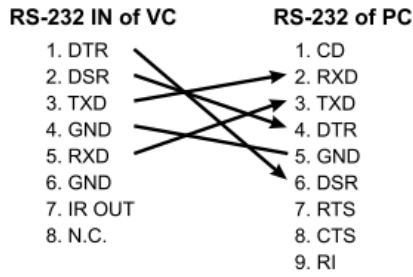 RS-232 IN of VC
1. DTR
2. DSR
3. TXD
4. GND
5. RXD
6. GND
7. IR OUT
8. N.C.
RS-232 of PC
1. CD
2. RXD
3. TXD
4. DTR
5. GND
6. DSR
7. RTS
8. CTS
9. RI